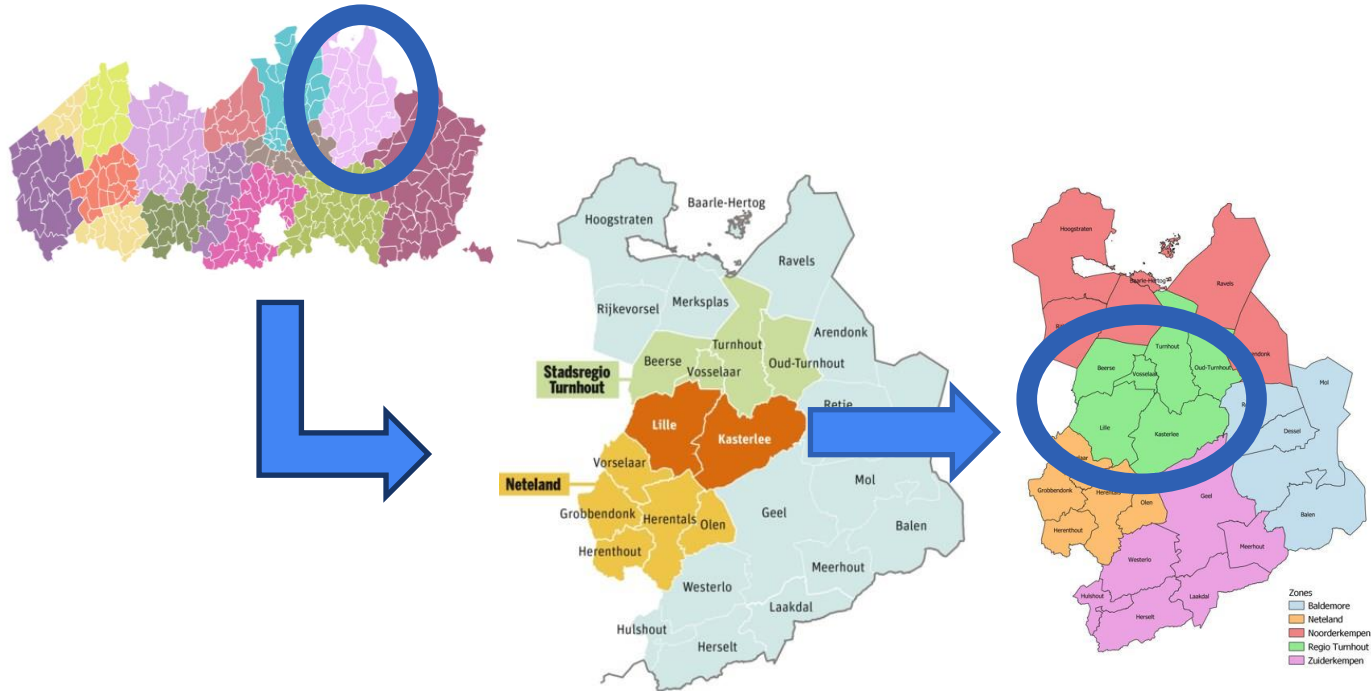 Baarle-Hertog
Hoogstraten
Ravels
Rijkevorsel
Merksplas
Arendonk
Turnhout
Beerse
Oud-Turnhout
Vosselaar
Stadsregio
Turnhout
Retie
Lille
Kasterlee
Vorselaar
Neteland
Mol
Grobbendonk
Herentals
Olen
Geel
Balen
Herenthout
Meerhout
Westerlo
Laakdal
Hulshout
Herselt
Hoogstraten
Baarle-Hertog
Ravels
Turnhout
Beerse
Vosselaar
Oud-Turnhout
Mol
Lille
Kasterlee
Dessel
Grobbendonk
Herentals
Olen
Geel
Balen
Herenthout
Meerhout
Westerlo
Hulshout
Laakdal
Herselt
Zones
Baldemore
Neteland
Noorderkempen
Regio Turnhout
Zuiderkempen